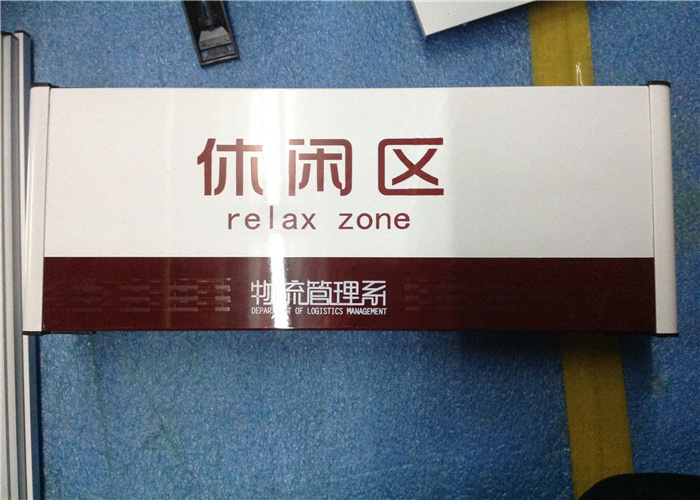 休闲区
relax zone
物流管理系
DEPARTMENT OF LOGISTICS MANAGEMENT